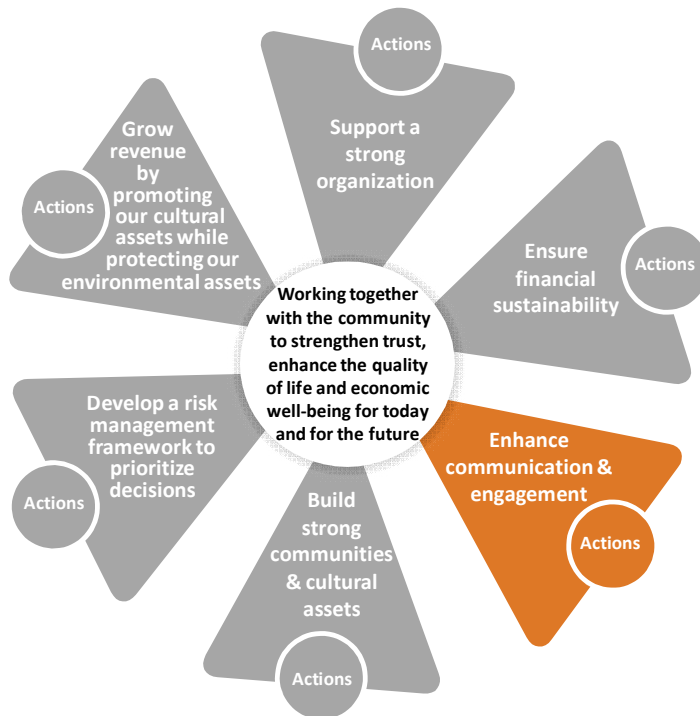 Actions
Support a
strong
organization
Actions
Ensure
financial
sustainability
Enhance
communication &
engagement
Actions
Build
strong
communities
& cultural
assets
Actions
Develop a risk
management
framework to
prioritize
decisions
Actions
Grow
revenue
by
promoting
our cultural
assets while
protecting our
environmental assets
Actions
Working together
with the community
to strengthen trust,
enhance the quality
of life and economic
well-being for today
and for the future